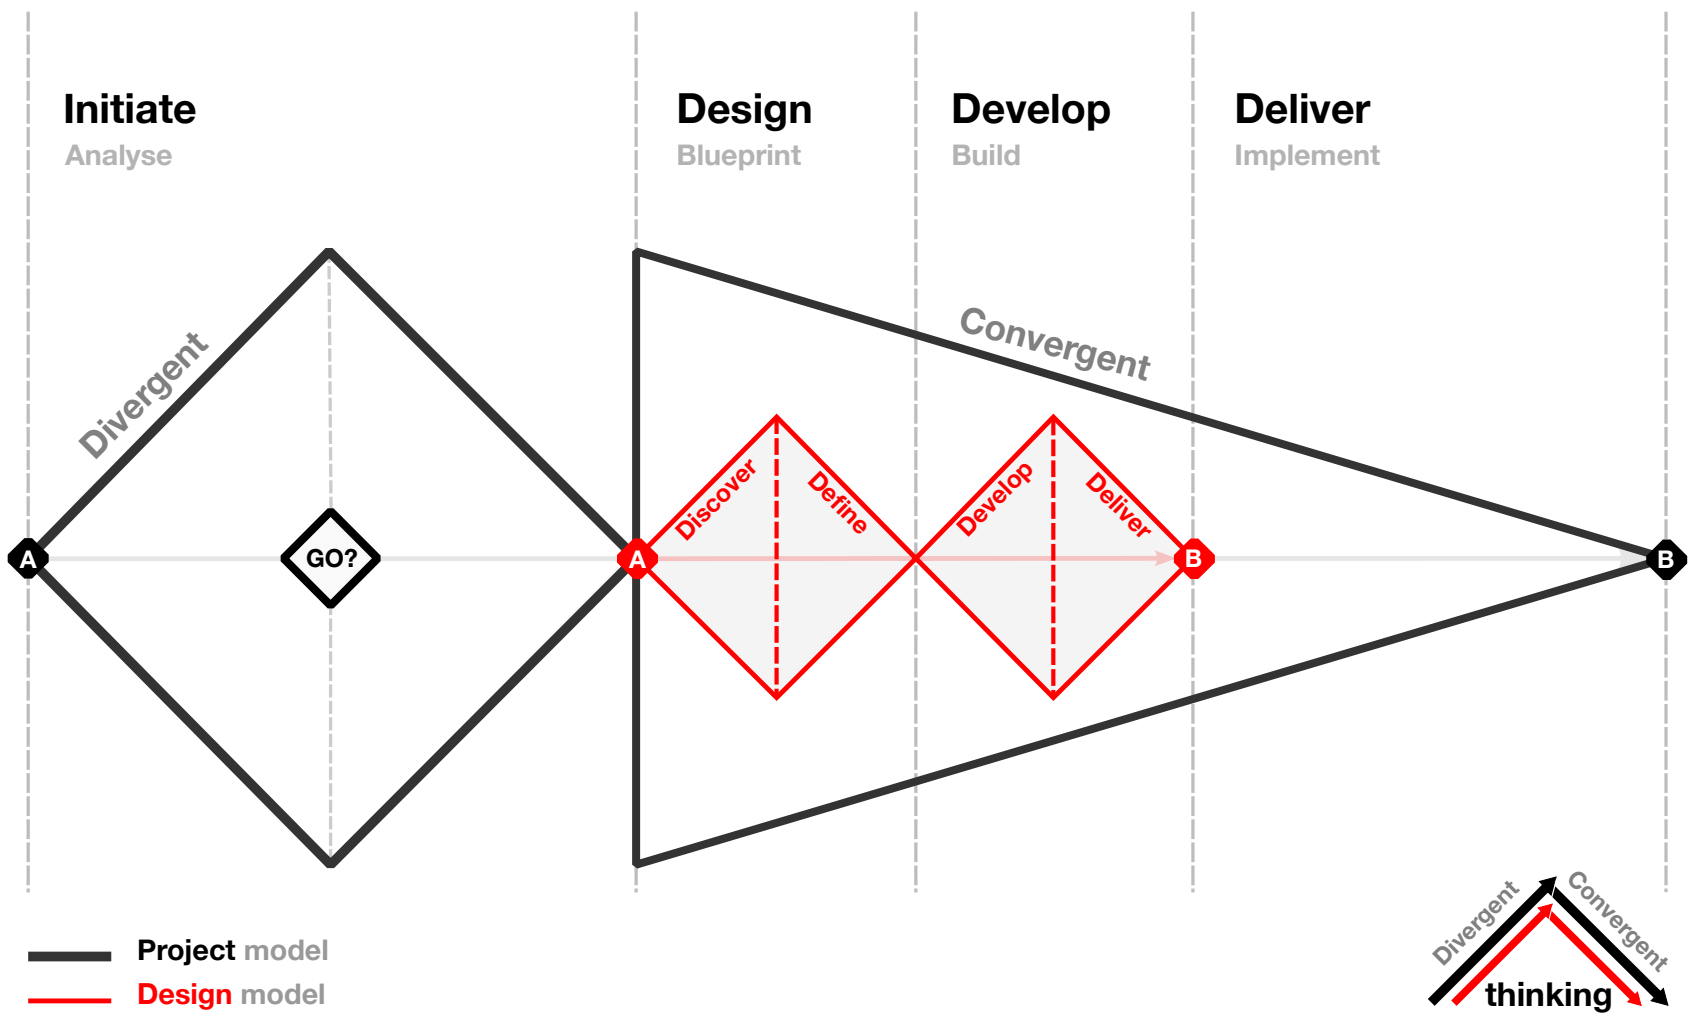 Initiate
Analyse
Design
Blueprint
Develop
Build
Deliver
Implement
Divergent
Convergent
Discover
Define
Develop
Deliver
A
GO?
A
B
B
Project model
Design model
Divergent
Convergent
thinking